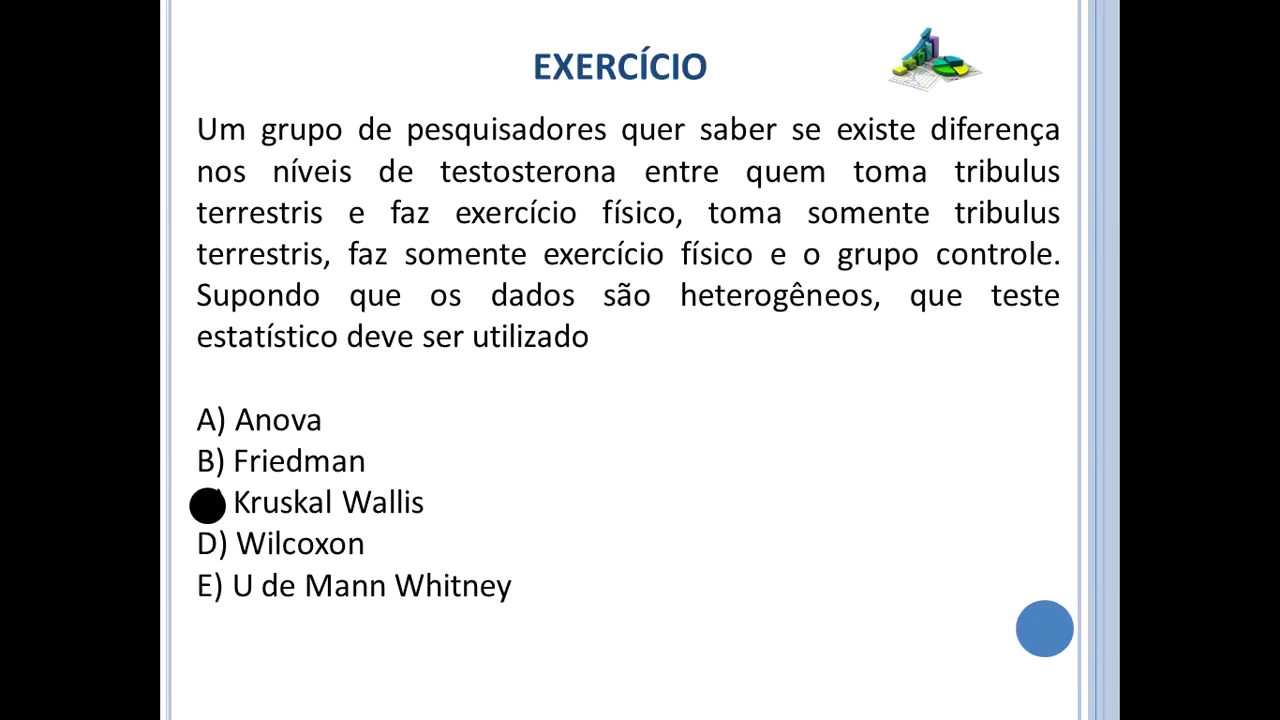 EXERCÍCIO
Um grupo de pesquisadores quer saber se existe diferença
nos níveis de testosterona entre quem toma tribulus
terrestris e faz exercício físico, toma somente tribulus
terrestris, faz somente exercício físico e o grupo controle.
Supondo que os dados são heterogêneos, que teste
estatístico deve ser utilizado
A) Anova
B) Friedman
) Kruskal Wallis
D) Wilcoxon
E) U de Mann Whitney